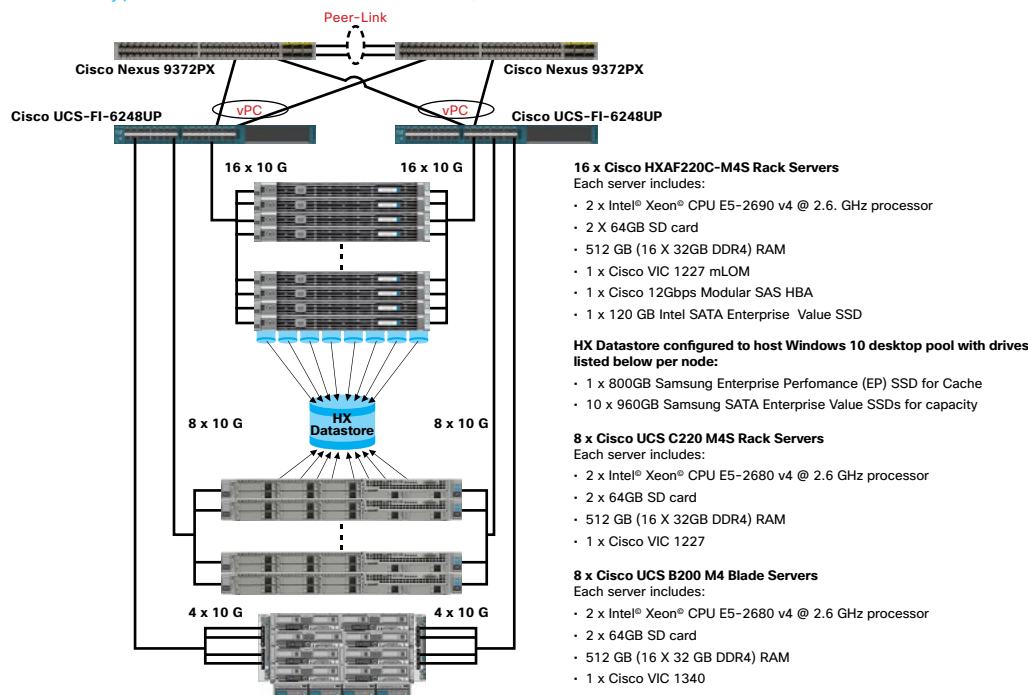 Peer-Link
Cisco Nexus 9372PX
Cisco Nexus 9372PX
vPC
vPC
Cisco UCS-FI-6248UP
Cisco UCS-FI-6248UP
16 x 10 G
16 x 10 G
HX
Datastore
8 x 10 G
8 x 10 G
4 x 10 G
4 x 10 G
16 x Cisco HXAF220C-M4S Rack Servers
Each server includes:
• 2 x Intel® Xeon® CPU E5-2690 v4 @ 2.6. GHz processor
• 2 X 64GB SD card
• 512 GB (16 X 32GB DDR4) RAM
• 1 x Cisco VIC 1227 mLOM
• 1 x Cisco 12Gbps Modular SAS HBA
• 1 x 120 GB Intel SATA Enterprise Value SSD
HX Datastore configured to host Windows 10 desktop pool with drives
listed below per node:
• 1 x 800GB Samsung Enterprise Perfomance (EP) SSD for Cache
• 10 x 960GB Samsung SATA Enterprise Value SSDs for capacity
8 x Cisco UCS C220 M4S Rack Servers
Each server includes:
• 2 x Intel® Xeon® CPU E5-2680 v4 @ 2.6 GHz processor
• 2 x 64GB SD card
• 512 GB (16 X 32GB DDR4) RAM
• 1 x Cisco VIC 1227
8 x Cisco UCS B200 M4 Blade Servers
Each server includes:
• 2 x Intel® Xeon® CPU E5-2680 v4 @ 2.6 GHz processor
• 2 x 64GB SD card
• 512 GB (16 X 32 GB DDR4) RAM
• 1 x Cisco VIC 1340